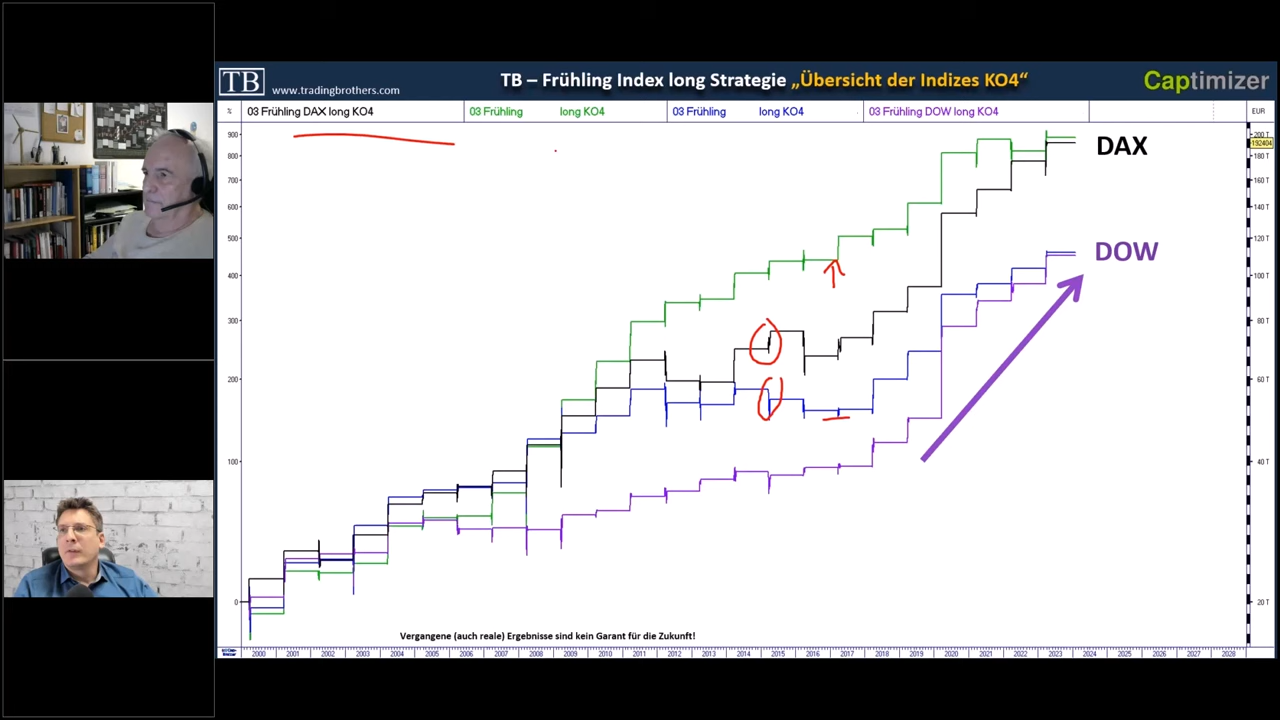 TB
www.tradingbrothers.com
TB – Frühling Index long Strategie „Übersicht der Indizes KO4“
Captimizer
% 03 Frühling DAX long KO4 03 Frühling long KO4 03 Frühling long KO4 03 Frühling DOW long KO4 EUR
900
800
700
600
500
400
300
200
100
0
200 T
192404
180 T
160 T
140 T
120 T
100 T
80 T
60 T
40 T
20 T
DAX
DOW
Vergangene (auch reale) Ergebnisse sind kein Garant für die Zukunft!
2000 2001 2002 2003 2004 2005 2006 2007 2008 2009 2010 2011 2012 2013 2014 2015 2016 2017 2018 2019 2020 2021 2022 2023 2024 2025 2026 2027 2028